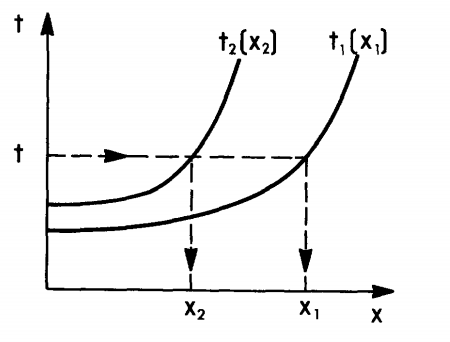 t
t₂(x₂)
t₁(x₁)
t
x₂
x₁
x